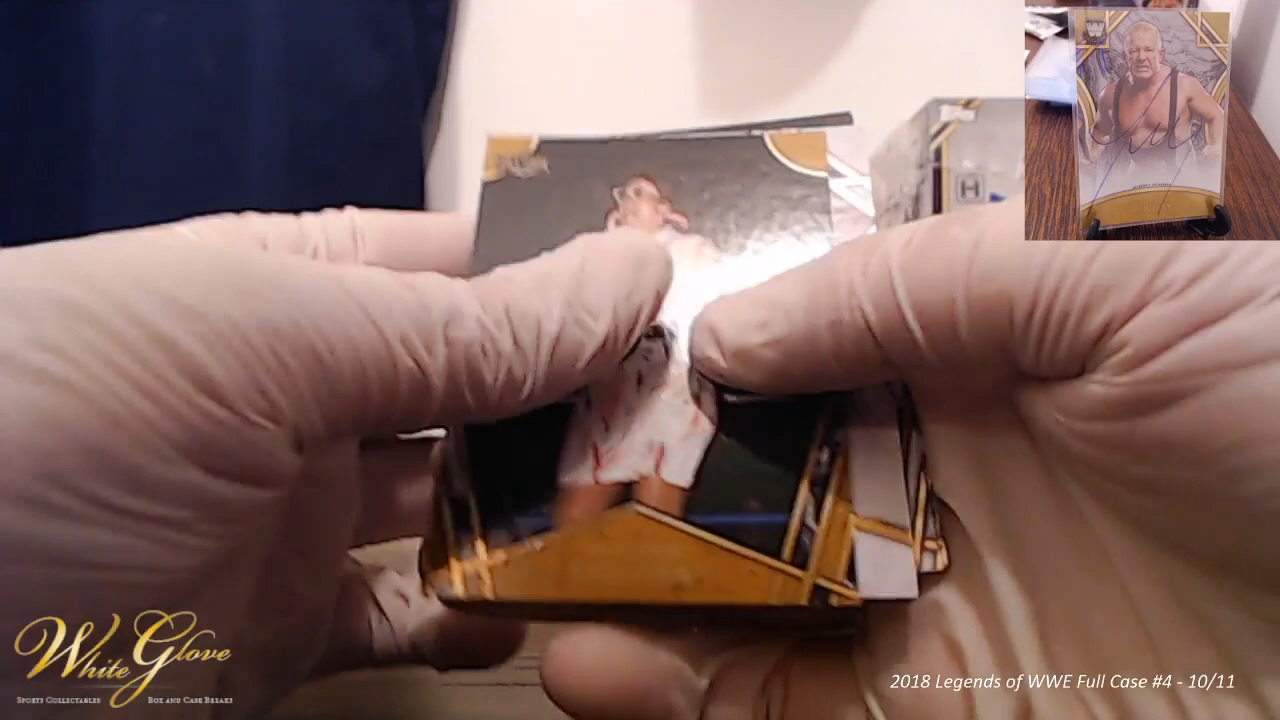 H
W
White Glove
SPORTS COLLECTABLES BOX AND CASE BREAKS
2018 Legends of WWE Full Case #4 - 10/11